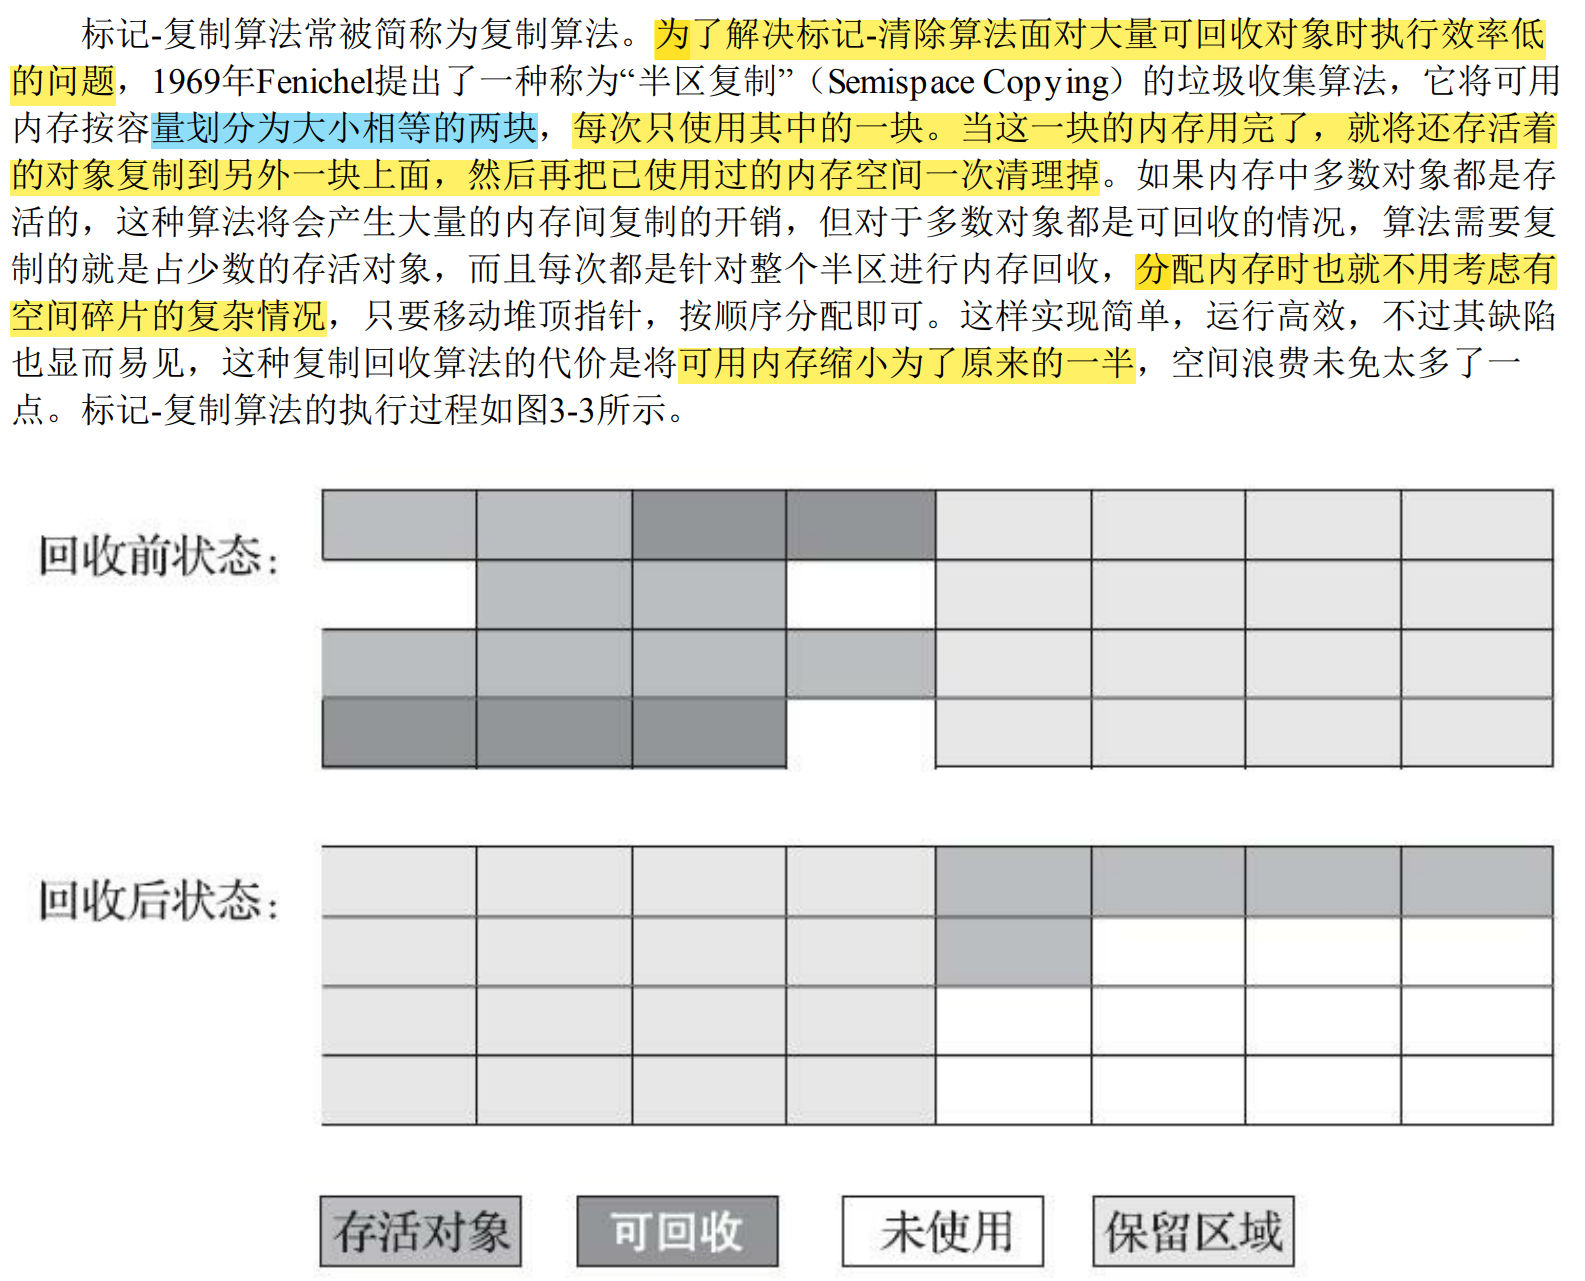 标记-复制算法常被简称为复制算法。为了解决标记-清除算法面对大量可回收对象时执行效率低
的问题，1969年Fenichel提出了一种称为“半区复制”（Semispace Copying）的垃圾收集算法，它将可用
内存按容量划分为大小相等的两块，每次只使用其中的一块。当这一块的内存用完了，就将还存活着
的对象复制到另外一块上面，然后再把已使用过的内存空间一次清理掉。如果内存中多数对象都是存
活的，这种算法将会产生大量的内存间复制的开销，但对于多数对象都是可回收的情况，算法需要复
制的就是占少数的存活对象，而且每次都是针对整个半区进行内存回收，分配内存时也就不用考虑有
空间碎片的复杂情况，只要移动堆顶指针，按顺序分配即可。这样实现简单，运行高效，不过其缺陷
也显而易见，这种复制回收算法的代价是将可用内存缩小为了原来的一半，空间浪费未免太多了一
点。标记-复制算法的执行过程如图3-3所示。
回收前状态：
回收后状态：
存活对象
可回收
未使用
保留区域